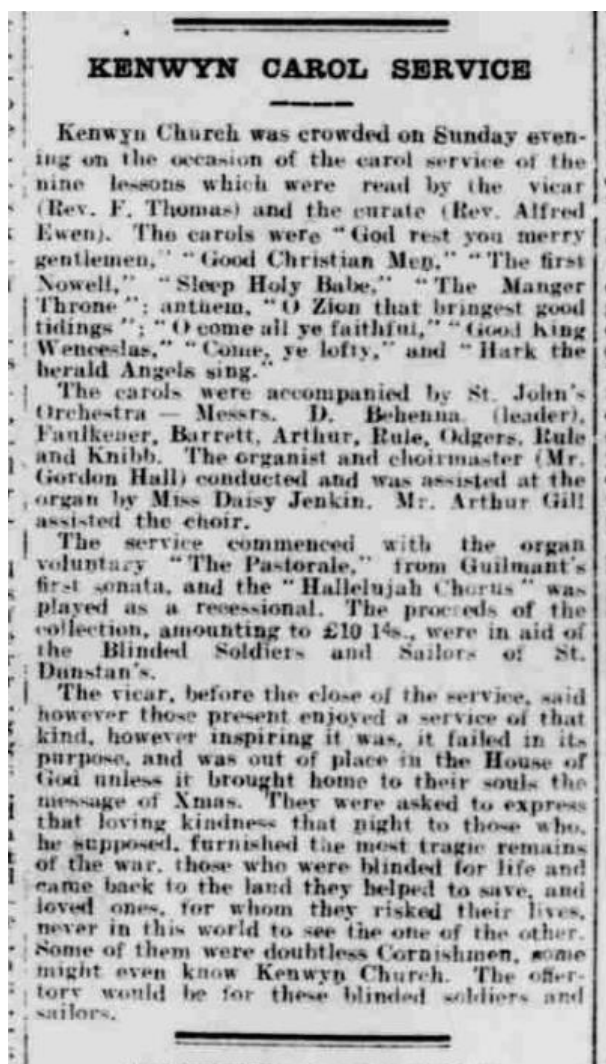 KENWYN CAROL SERVICE
Kenwyn Church was crowded on Sunday even-
ing on the occasion of the carol service of the
nine lessons which were read by the vicar
(Rev. F. Thomas) and the curate (Rev. Alfred
Ewen). The carols were "God rest you merry
gentlemen," "Good Christian Men," "The first
Nowell," "Sleep Holy Babe," "The Manger
Throne"; anthem, "O Zion that bringest good
tidings"; "O come all ye faithful," "Good King
Wenceslas," "Come, ye lofty," and "Hark the
herald Angels sing."
The carols were accompanied by St. John's
Orchestra — Messrs. D. Behenna (leader),
Faulkener, Barrett, Arthur, Rule, Odgers, Rule
and Knibb. The organist and choirmaster (Mr.
Gordon Hall) conducted and was assisted at the
organ by Miss Daisy Jenkin. Mr. Arthur Gill
assisted the choir.
The service commenced with the organ
voluntary "The Pastorale," from Guilmant's
first sonata, and the "Hallelujah Chorus" was
played as a recessional. The proceeds of the
collection, amounting to £10 14s., were in aid of
the Blinded Soldiers and Sailors of St.
Dunstan's.
The vicar, before the close of the service, said
however those present enjoyed a service of that
kind, however inspiring it was, it failed in its
purpose, and was out of place in the House of
God unless it brought home to their souls the
message of Xmas. They were asked to express
that loving kindness that night to those who,
he supposed, furnished the most tragic remains
of the war, those who were blinded for life and
came back to the land they helped to save, and
loved ones, for whom they risked their lives,
never in this world to see the one of the other.
Some of them were doubtless Cornishmen, some
might even know Kenwyn Church. The offer-
tory would be for these blinded soldiers and
sailors.